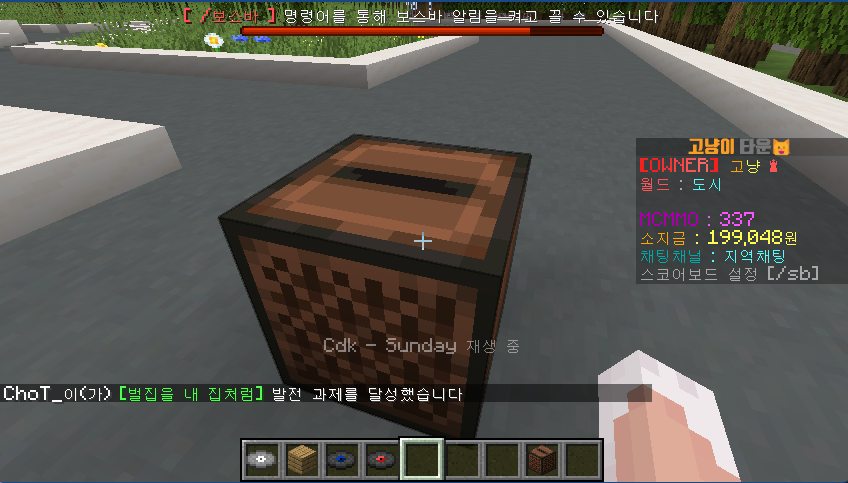 [ /보스바 ] 명령어를 통해 보스바 알림을 켜고 끌 수 있습니다
고냥이 타운
[OWNER] 고냥
월드 : 도시
MCMMO : 337
소지금 : 199,048원
채팅채널 : 지역채팅
스코어보드 설정 [/sb]
Cdk - Sunday 재생 중
ChoT_이(가) [벌집을 내 집처럼] 발전 과제를 달성했습니다